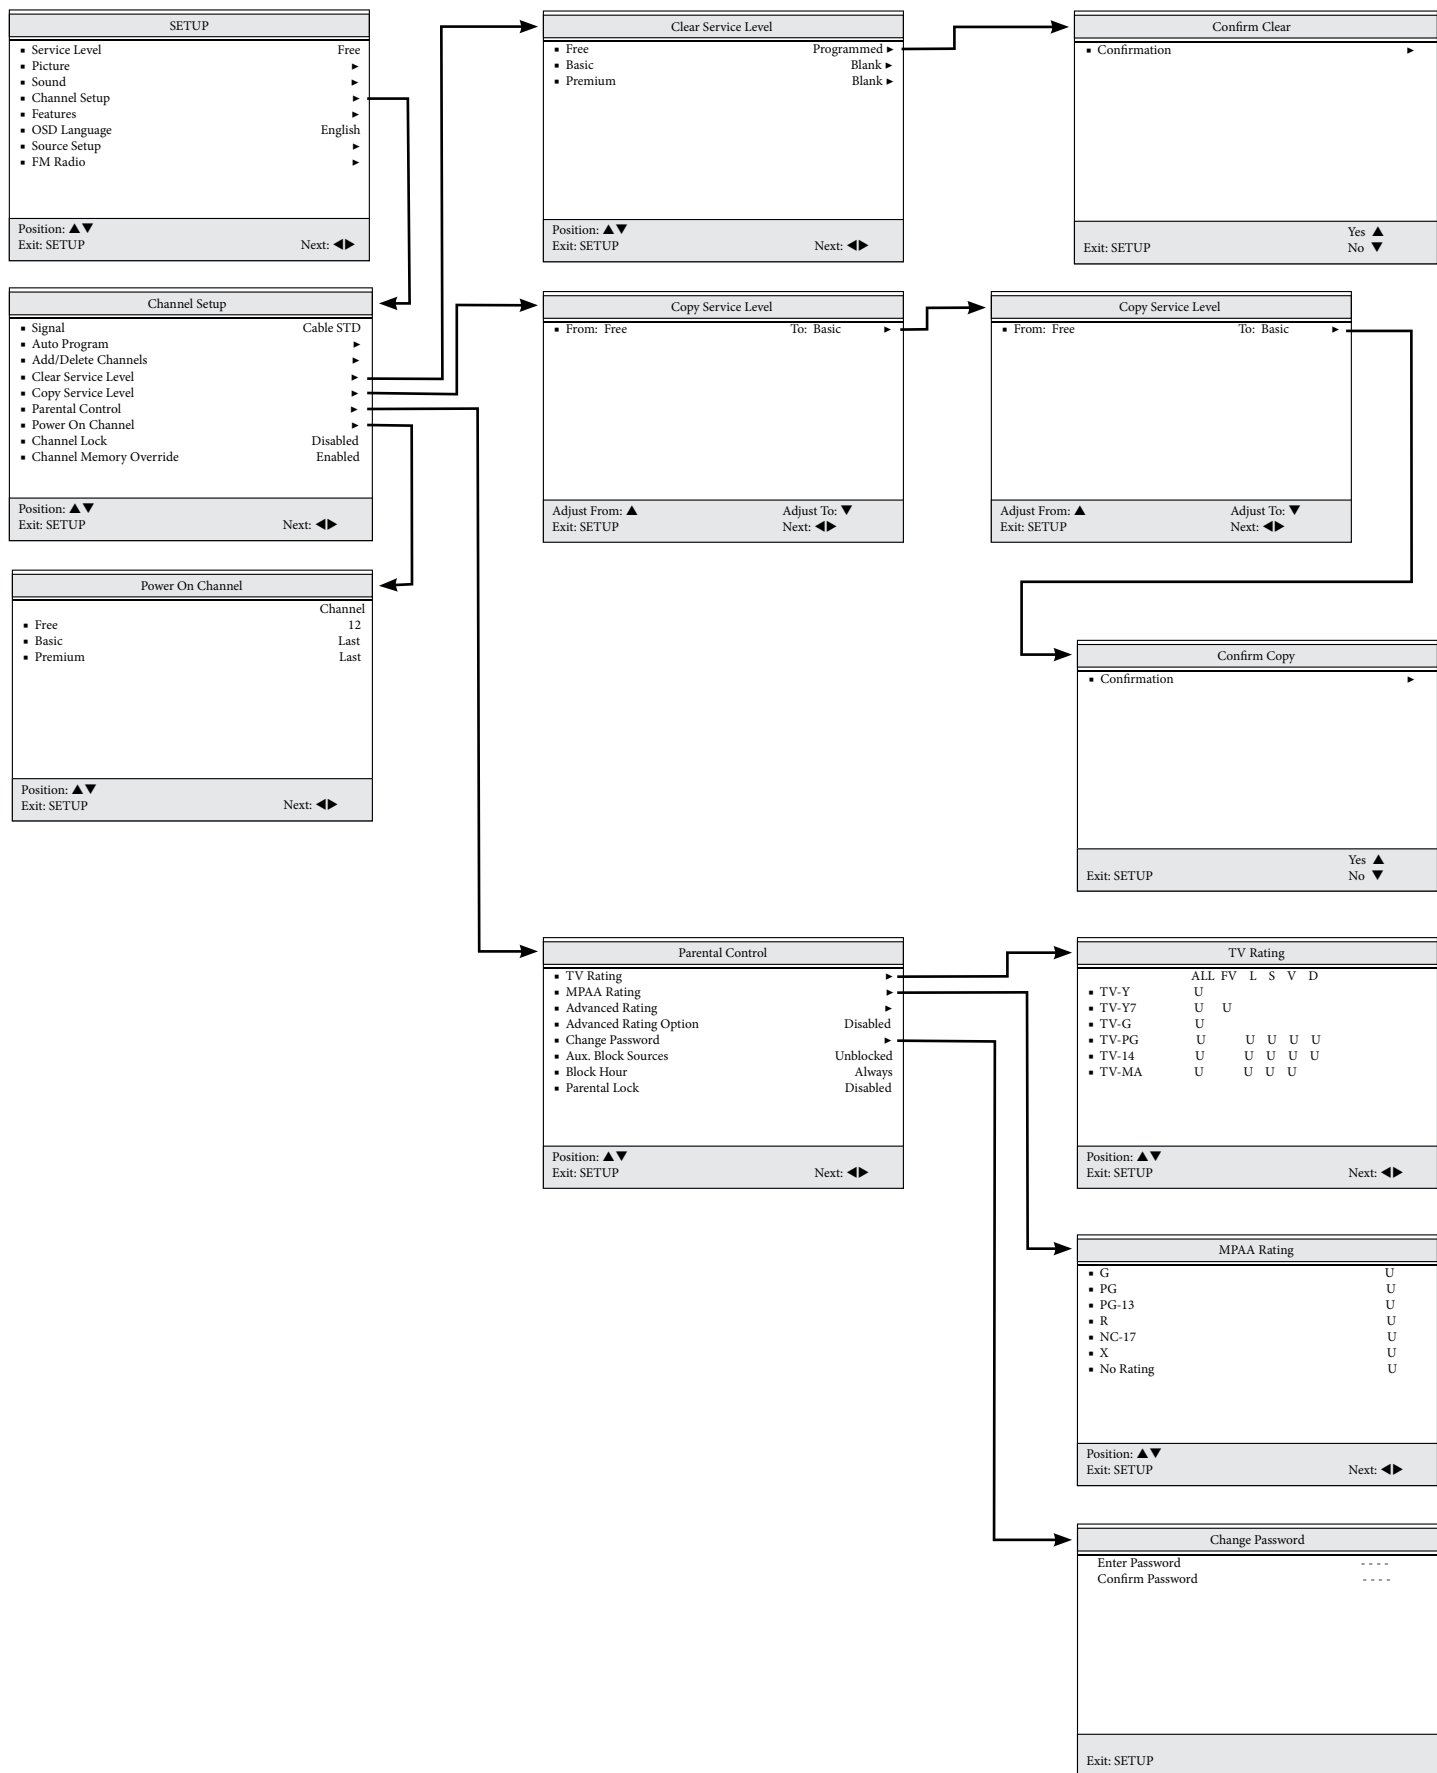 SETUP
▪ Service Level Free
▪ Picture ►
▪ Sound ►
▪ Channel Setup ►
▪ Features ►
▪ OSD Language English
▪ Source Setup ►
▪ FM Radio ►
Position: ▲▼
Exit: SETUP Next: ◀▶
Clear Service Level
▪ Free Programmed ►
▪ Basic Blank ►
▪ Premium Blank ►
Position: ▲▼
Exit: SETUP Next: ◀▶
Confirm Clear
▪ Confirmation ►
Yes ▲
Exit: SETUP No ▼
Channel Setup
▪ Signal Cable STD
▪ Auto Program ►
▪ Add/Delete Channels ►
▪ Clear Service Level ►
▪ Copy Service Level ►
▪ Parental Control ►
▪ Power On Channel ►
▪ Channel Lock Disabled
▪ Channel Memory Override Enabled
Position: ▲▼
Exit: SETUP Next: ◀▶
Copy Service Level
▪ From: Free To: Basic ►
Adjust From: ▲ Adjust To: ▼
Exit: SETUP Next: ◀▶
Copy Service Level
▪ From: Free To: Basic ►
Adjust From: ▲ Adjust To: ▼
Exit: SETUP Next: ◀▶
Power On Channel
Channel
▪ Free 12
▪ Basic Last
▪ Premium Last
Position: ▲▼
Exit: SETUP Next: ◀▶
Confirm Copy
▪ Confirmation ►
Yes ▲
Exit: SETUP No ▼
Parental Control
▪ TV Rating ►
▪ MPAA Rating ►
▪ Advanced Rating ►
▪ Advanced Rating Option Disabled
▪ Change Password ►
▪ Aux. Block Sources Unblocked
▪ Block Hour Always
▪ Parental Lock Disabled
Position: ▲▼
Exit: SETUP Next: ◀▶
TV Rating
ALL FV L S V D
▪ TV-Y U
▪ TV-Y7 U U
▪ TV-G U
▪ TV-PG U U U U U
▪ TV-14 U U U U U
▪ TV-MA U U U U
Position: ▲▼
Exit: SETUP Next: ◀▶
MPAA Rating
▪ G U
▪ PG U
▪ PG-13 U
▪ R U
▪ NC-17 U
▪ X U
▪ No Rating U
Position: ▲▼
Exit: SETUP Next: ◀▶
Change Password
Enter Password - - - -
Confirm Password - - - -
Exit: SETUP